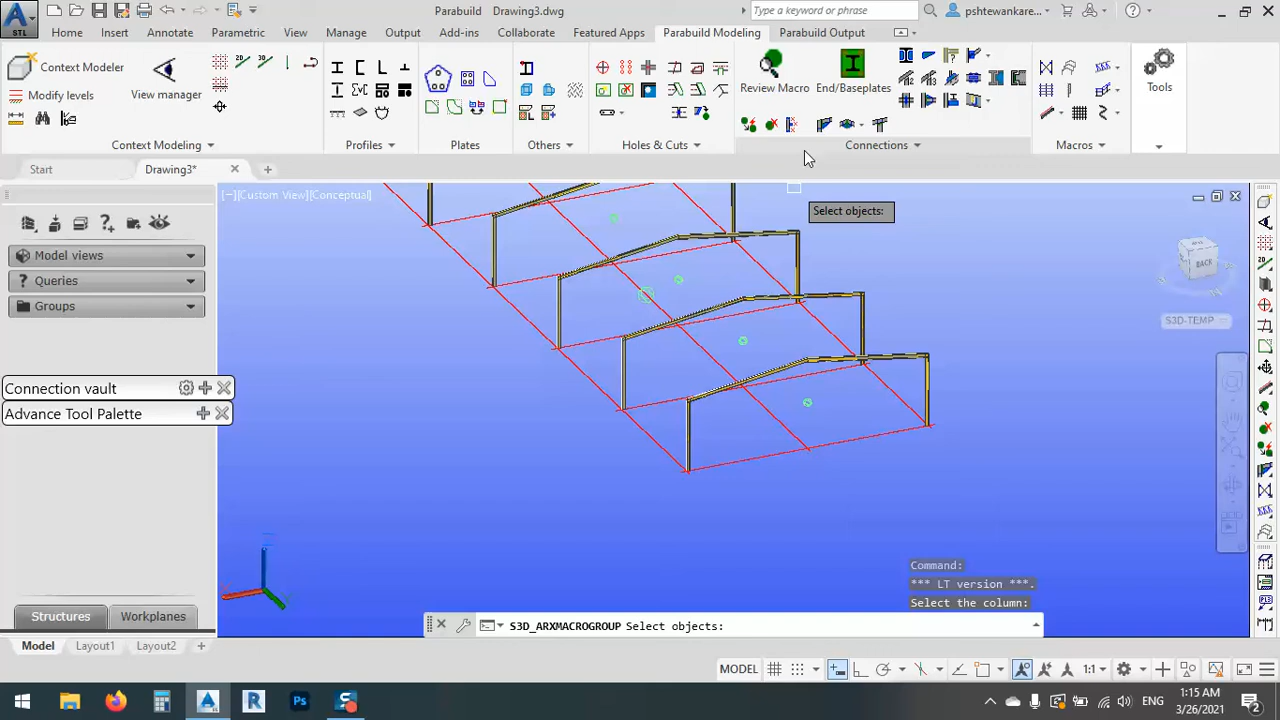 STL
Parabuild Drawing3.dwg
Type a keyword or phrase
pshtewankare...
Home Insert Annotate Parametric View Manage Output Add-ins Collaborate Featured Apps Parabuild Modeling Parabuild Output
Context Modeler
Modify levels
View manager
2D 3D
Review Macro End/Baseplates
Tools
Context Modeling Profiles Plates Others Holes & Cuts Connections Macros
Start Drawing3*
[−][Custom View][Conceptual]
Model views
Queries
Groups
Connection vault
Advance Tool Palette
Structures Workplanes
Select objects:
BACK
S3D-TEMP
Command:
*** LT version ***.
Select the column:
S3D_ARXMACROGROUP Select objects:
Model Layout1 Layout2
MODEL 1:1
ENG
1:15 AM
3/26/2021
2